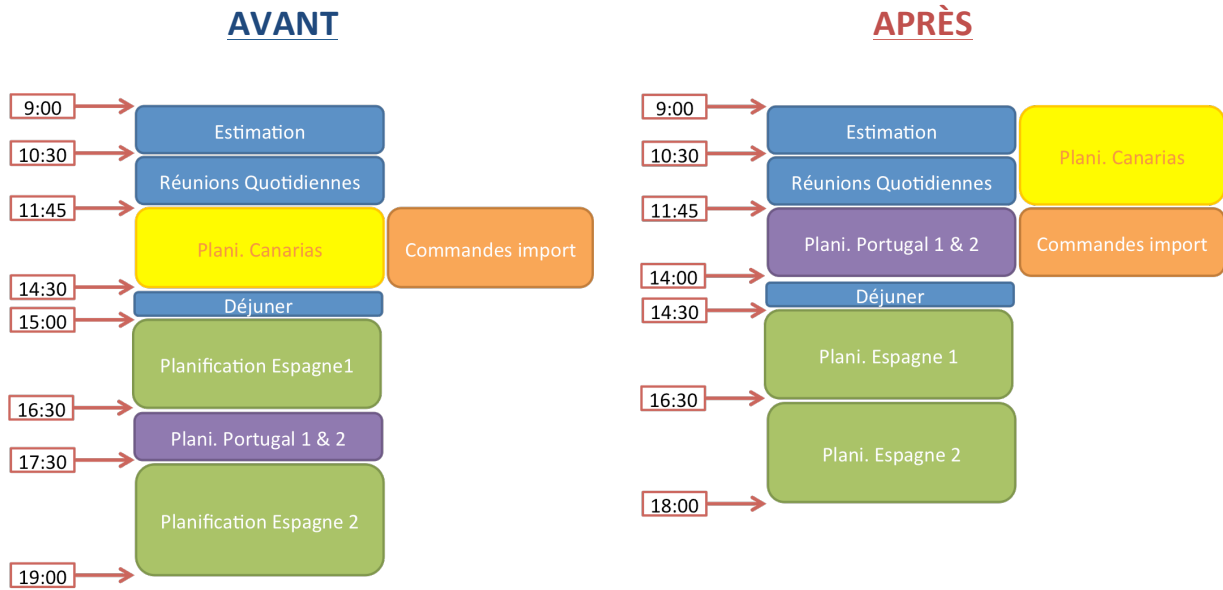 AVANT
9:00
Estimation
10:30
Réunions Quotidiennes
11:45
Plani. Canarias
Commandes import
14:30
Déjuner
15:00
Planification Espagne1
16:30
Plani. Portugal 1 & 2
17:30
Planification Espagne 2
19:00
APRÈS
9:00
Estimation
Plani. Canarias
10:30
Réunions Quotidiennes
11:45
Plani. Portugal 1 & 2
Commandes import
14:00
Déjuner
14:30
Plani. Espagne 1
16:30
Plani. Espagne 2
18:00